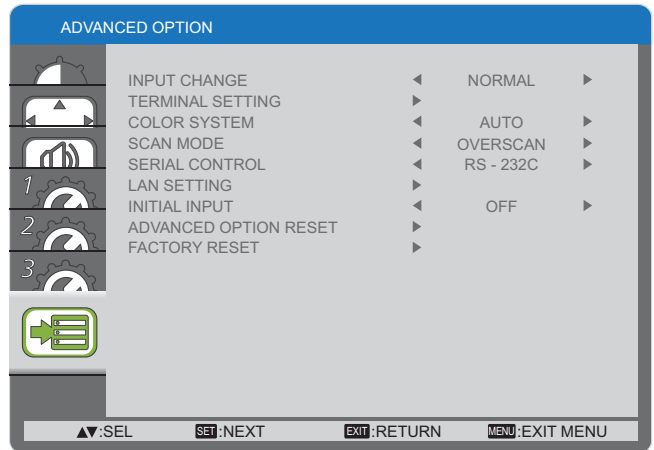 ADVANCED OPTION
INPUT CHANGE ◀ NORMAL ▶
TERMINAL SETTING ▶
COLOR SYSTEM ◀ AUTO ▶
SCAN MODE ◀ OVERSCAN ▶
SERIAL CONTROL ◀ RS - 232C ▶
1
LAN SETTING ▶
INITIAL INPUT ◀ OFF ▶
2
ADVANCED OPTION RESET ▶
FACTORY RESET ▶
3
▲▼:SEL SET:NEXT EXIT:RETURN MENU:EXIT MENU